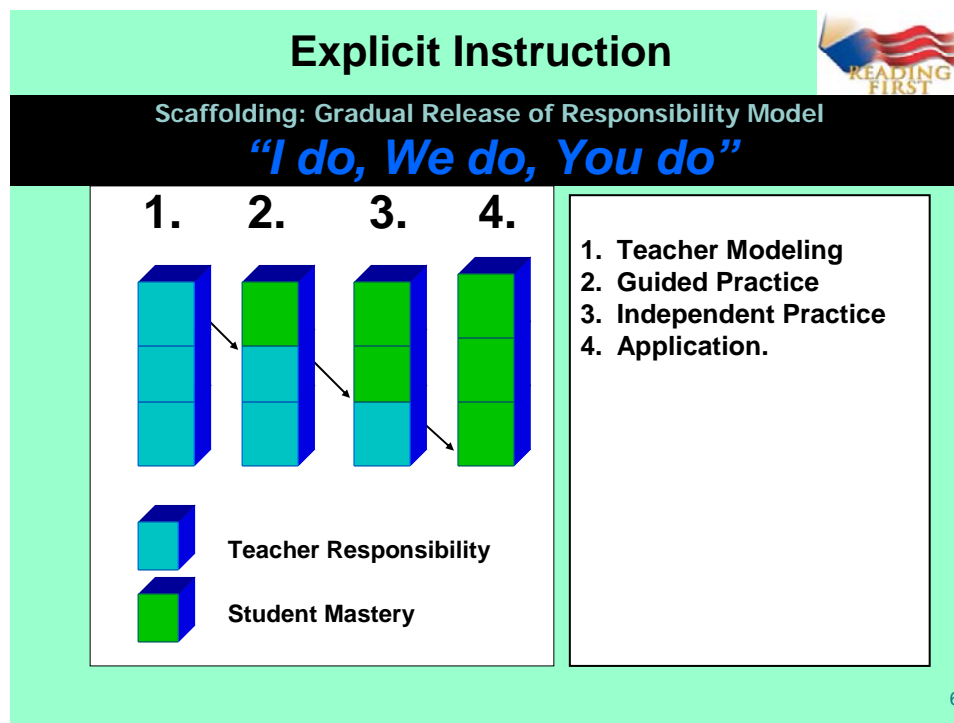 Explicit Instruction
READING
FIRST
Scaffolding: Gradual Release of Responsibility Model
“I do, We do, You do”
1. 2. 3. 4.
1. Teacher Modeling
2. Guided Practice
3. Independent Practice
4. Application.
Teacher Responsibility
Student Mastery
6